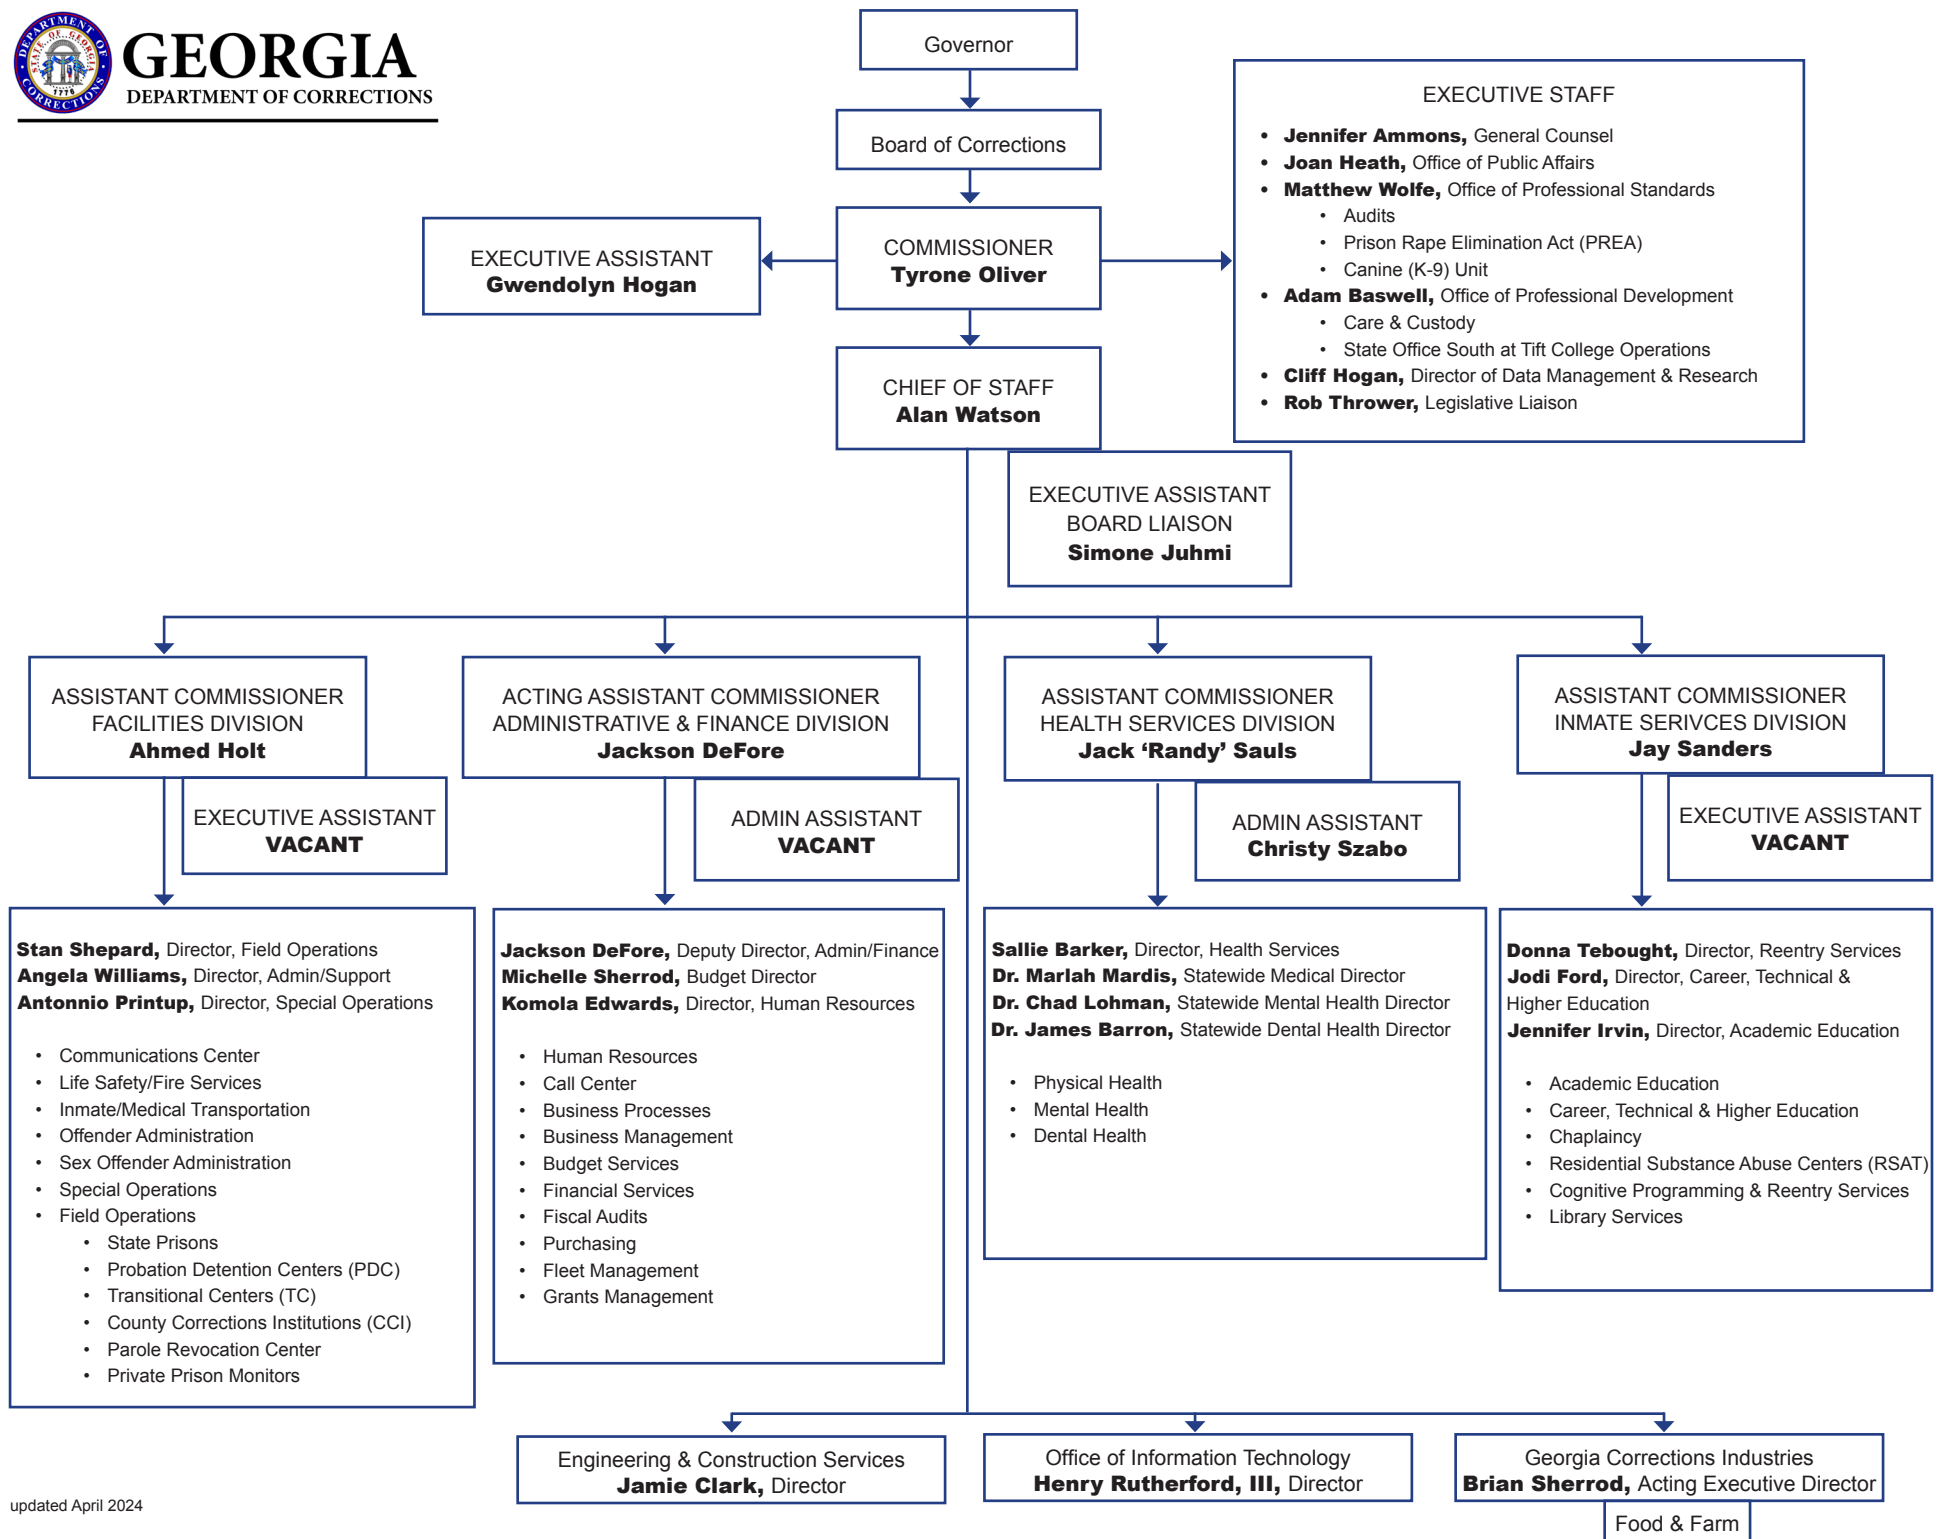 DEPARTMENT OF CORRECTIONS
STATE OF GEORGIA
1776
GEORGIA
DEPARTMENT OF CORRECTIONS
Governor
Board of Corrections
COMMISSIONER
Tyrone Oliver
EXECUTIVE ASSISTANT
Gwendolyn Hogan
EXECUTIVE STAFF
• Jennifer Ammons, General Counsel
• Joan Heath, Office of Public Affairs
• Matthew Wolfe, Office of Professional Standards
• Audits
• Prison Rape Elimination Act (PREA)
• Canine (K-9) Unit
• Adam Baswell, Office of Professional Development
• Care & Custody
• State Office South at Tift College Operations
• Cliff Hogan, Director of Data Management & Research
• Rob Thrower, Legislative Liaison
CHIEF OF STAFF
Alan Watson
EXECUTIVE ASSISTANT
BOARD LIAISON
Simone Juhmi
ASSISTANT COMMISSIONER
FACILITIES DIVISION
Ahmed Holt
EXECUTIVE ASSISTANT
VACANT
Stan Shepard, Director, Field Operations
Angela Williams, Director, Admin/Support
Antonnio Printup, Director, Special Operations
• Communications Center
• Life Safety/Fire Services
• Inmate/Medical Transportation
• Offender Administration
• Sex Offender Administration
• Special Operations
• Field Operations
• State Prisons
• Probation Detention Centers (PDC)
• Transitional Centers (TC)
• County Corrections Institutions (CCI)
• Parole Revocation Center
• Private Prison Monitors
ACTING ASSISTANT COMMISSIONER
ADMINISTRATIVE & FINANCE DIVISION
Jackson DeFore
ADMIN ASSISTANT
VACANT
Jackson DeFore, Deputy Director, Admin/Finance
Michelle Sherrod, Budget Director
Komola Edwards, Director, Human Resources
• Human Resources
• Call Center
• Business Processes
• Business Management
• Budget Services
• Financial Services
• Fiscal Audits
• Purchasing
• Fleet Management
• Grants Management
ASSISTANT COMMISSIONER
HEALTH SERVICES DIVISION
Jack ‘Randy’ Sauls
ADMIN ASSISTANT
Christy Szabo
Sallie Barker, Director, Health Services
Dr. Marlah Mardis, Statewide Medical Director
Dr. Chad Lohman, Statewide Mental Health Director
Dr. James Barron, Statewide Dental Health Director
• Physical Health
• Mental Health
• Dental Health
ASSISTANT COMMISSIONER
INMATE SERIVCES DIVISION
Jay Sanders
EXECUTIVE ASSISTANT
VACANT
Donna Tebought, Director, Reentry Services
Jodi Ford, Director, Career, Technical &
Higher Education
Jennifer Irvin, Director, Academic Education
• Academic Education
• Career, Technical & Higher Education
• Chaplaincy
• Residential Substance Abuse Centers (RSAT)
• Cognitive Programming & Reentry Services
• Library Services
Engineering & Construction Services
Jamie Clark, Director
Office of Information Technology
Henry Rutherford, III, Director
Georgia Corrections Industries
Brian Sherrod, Acting Executive Director
Food & Farm
updated April 2024